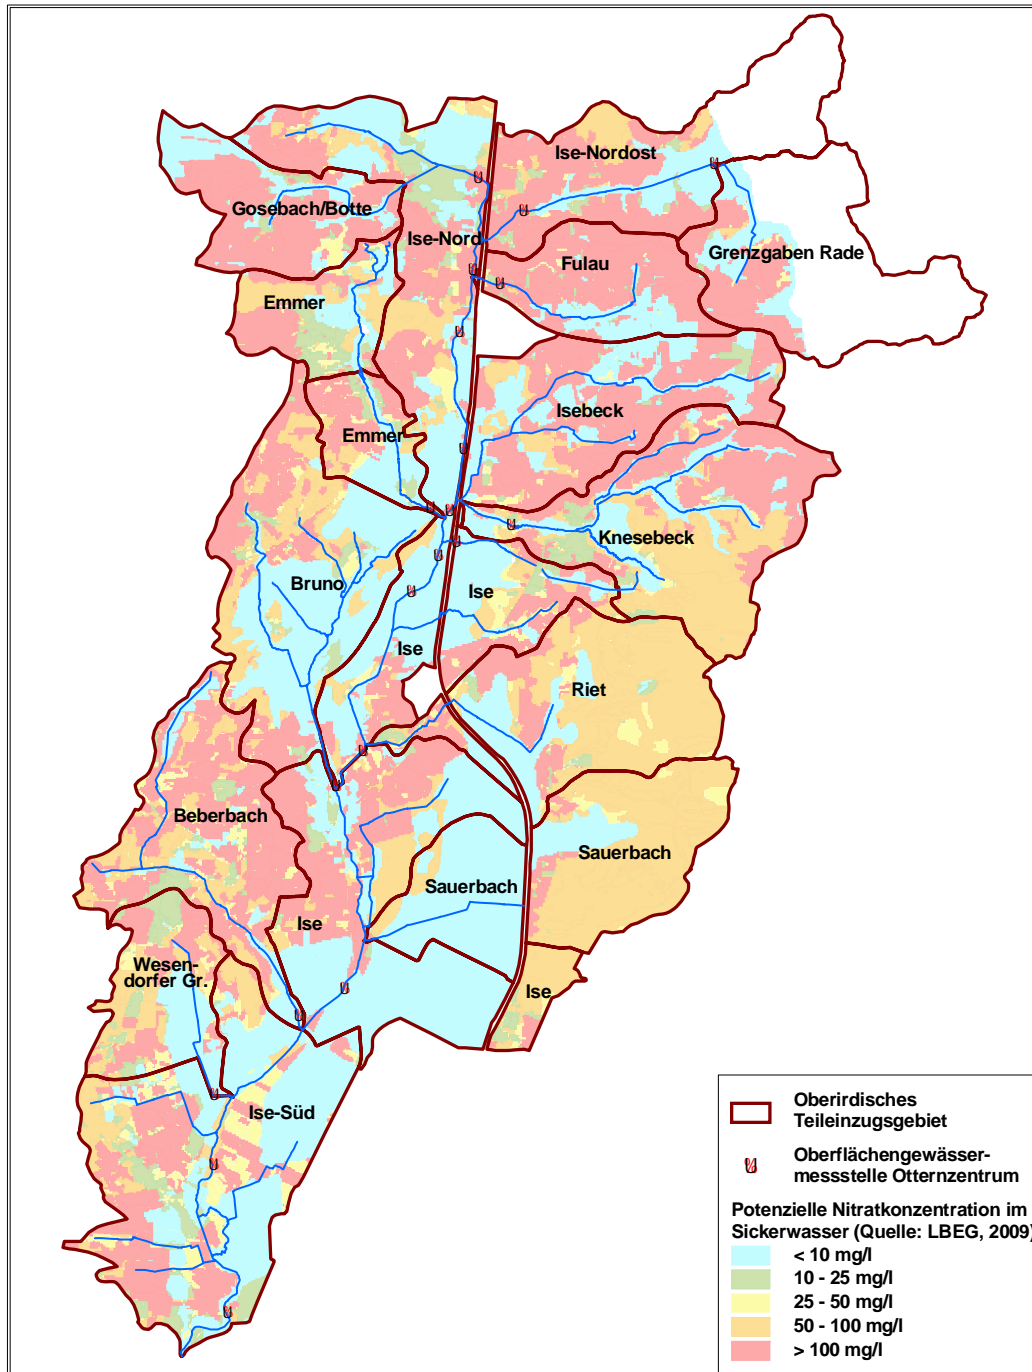 Ise-Nordost
Gosebach/Botte
Ise-Nord
Grenzgaben Rade
Fulau
Emmer
Isebeck
Emmer
Knesebeck
Bruno
Ise
Ise
Riet
Beberbach
Sauerbach
Sauerbach
Ise
Wesen-
dorfer Gr.
Ise
Ise-Süd
Oberirdisches
Teileinzugsgebiet
Oberflächengewässer-
messstelle Otternzentrum
Potenzielle Nitratkonzentration im
Sickerwasser (Quelle: LBEG, 2009)
< 10 mg/l
10 - 25 mg/l
25 - 50 mg/l
50 - 100 mg/l
> 100 mg/l